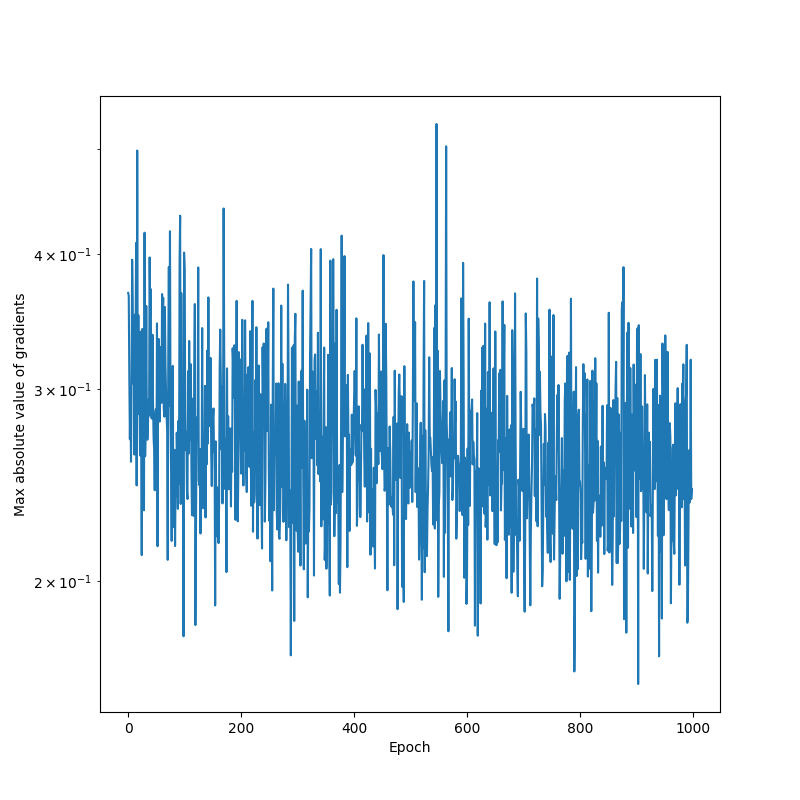 Max absolute value of gradients
4 × 10⁻¹
3 × 10⁻¹
2 × 10⁻¹
0 200 400 600 800 1000
Epoch